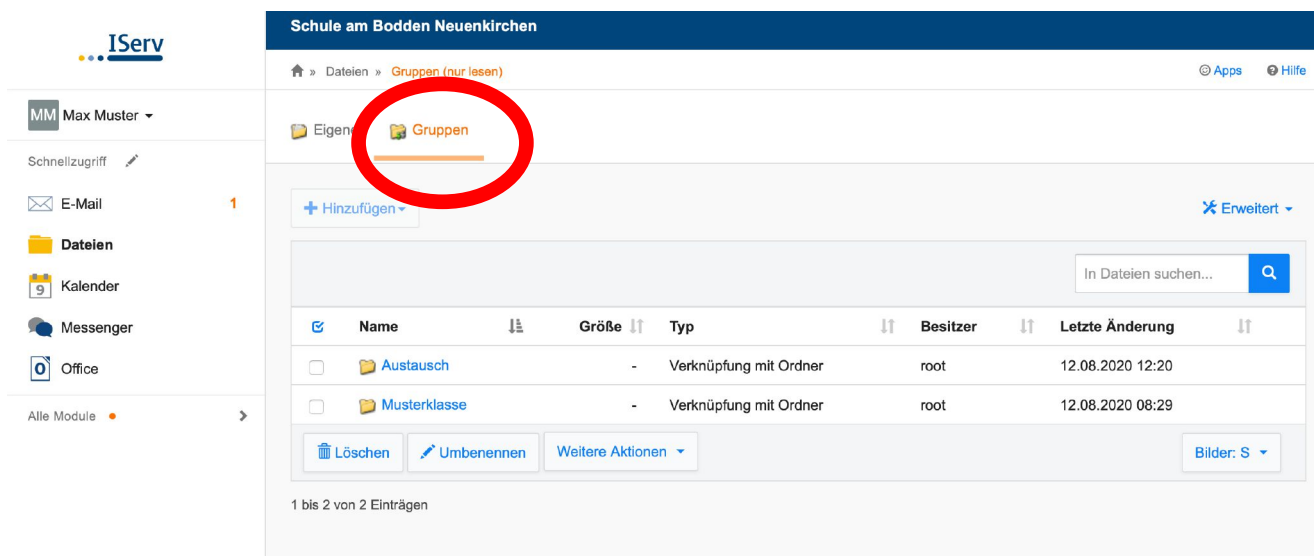 IServ
Schule am Bodden Neuenkirchen
» Dateien » Gruppen (nur lesen)
Apps Hilfe
MM Max Muster
Eigene Gruppen
Schnellzugriff
E-Mail 1
Hinzufügen
Erweitert
Dateien
In Dateien suchen...
9 Kalender
Messenger
Name Größe Typ Besitzer Letzte Änderung
O Office
Austausch - Verknüpfung mit Ordner root 12.08.2020 12:20
Musterklasse - Verknüpfung mit Ordner root 12.08.2020 08:29
Alle Module
Löschen Umbenennen Weitere Aktionen Bilder: S
1 bis 2 von 2 Einträgen